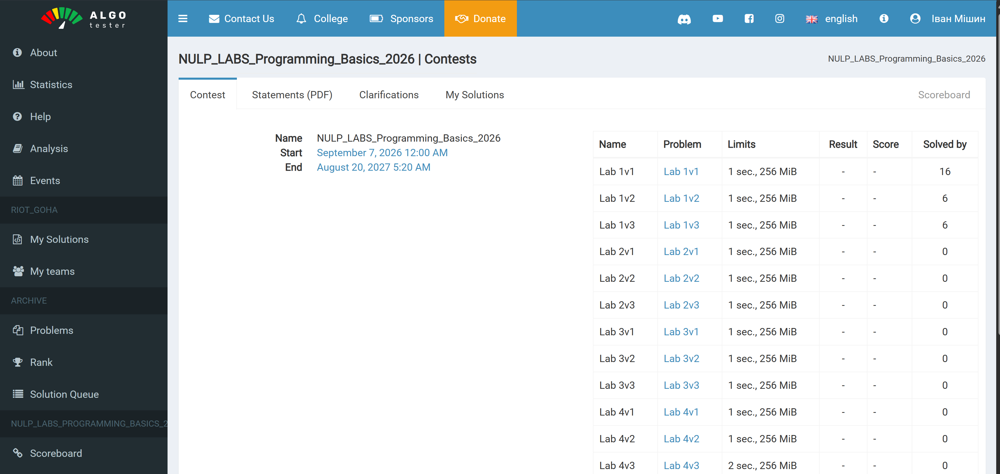 ALGO
tester
Contact Us
College
Sponsors
Donate
english
Іван Мішин
About
Statistics
Help
Analysis
Events
RIOT_GOHA
My Solutions
My teams
ARCHIVE
Problems
Rank
Solution Queue
NULP_LABS_PROGRAMMING_BASICS_2
Scoreboard
NULP_LABS_Programming_Basics_2026 | Contests
NULP_LABS_Programming_Basics_2026
Contest Statements (PDF) Clarifications My Solutions Scoreboard
Name NULP_LABS_Programming_Basics_2026
Start September 7, 2026 12:00 AM
End August 20, 2027 5:20 AM
Name Problem Limits Result Score Solved by
Lab 1v1 Lab 1v1 1 sec., 256 MiB - - 16
Lab 1v2 Lab 1v2 1 sec., 256 MiB - - 6
Lab 1v3 Lab 1v3 1 sec., 256 MiB - - 6
Lab 2v1 Lab 2v1 1 sec., 256 MiB - - 0
Lab 2v2 Lab 2v2 1 sec., 256 MiB - - 0
Lab 2v3 Lab 2v3 1 sec., 256 MiB - - 0
Lab 3v1 Lab 3v1 1 sec., 256 MiB - - 0
Lab 3v2 Lab 3v2 1 sec., 256 MiB - - 0
Lab 3v3 Lab 3v3 1 sec., 256 MiB - - 0
Lab 4v1 Lab 4v1 1 sec., 256 MiB - - 0
Lab 4v2 Lab 4v2 1 sec., 256 MiB - - 0
Lab 4v3 Lab 4v3 2 sec., 256 MiB - - 0